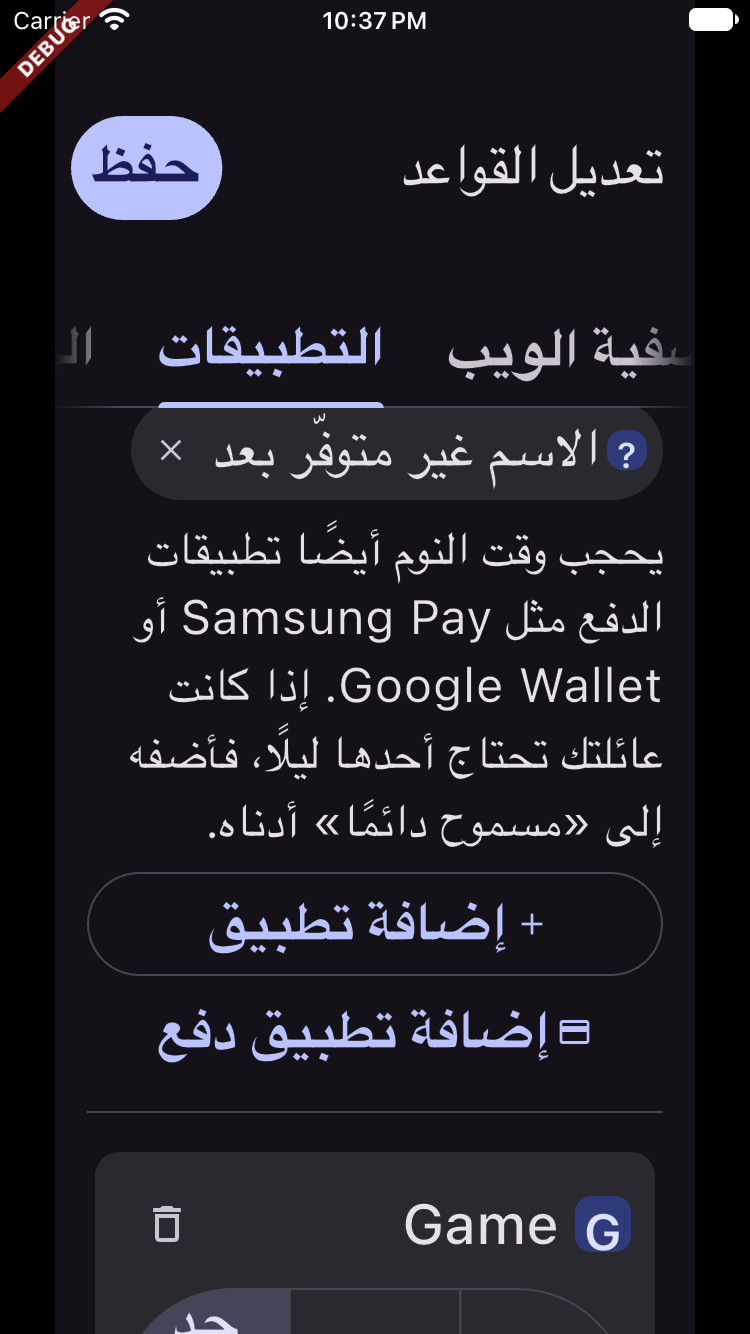 Carrier
10:37 PM
DEBUG
تعديل القواعد
حفظ
التطبيقات
الويب
? الاسم غير متوفّر بعد ×
يحجب وقت النوم أيضًا تطبيقات
الدفع مثل Samsung Pay أو
Google Wallet. إذا كانت
عائلتك تحتاج أحدها ليلًا، فأضفه
إلى «مسموح دائمًا» أدناه.
+ إضافة تطبيق
إضافة تطبيق دفع
G Game